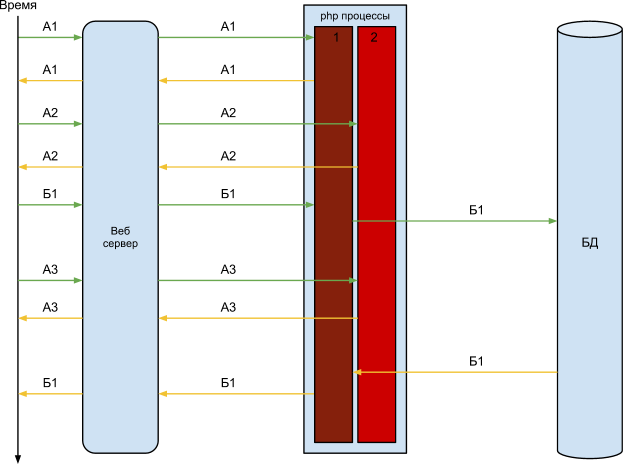 Время
php процессы
1 2
А1 А1
А1 А1
А2 А2
А2 А2
Б1 Б1
Б1
Веб
сервер
БД
А3 А3
А3 А3
Б1
Б1 Б1